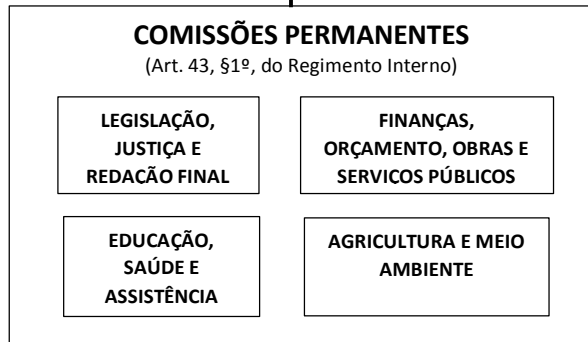 COMISSÕES PERMANENTES
(Art. 43, §1º, do Regimento Interno)
LEGISLAÇÃO,
JUSTIÇA E
REDAÇÃO FINAL
FINANÇAS,
ORÇAMENTO, OBRAS E
SERVIÇOS PÚBLICOS
EDUCAÇÃO,
SAÚDE E
ASSISTÊNCIA
AGRICULTURA E MEIO
AMBIENTE